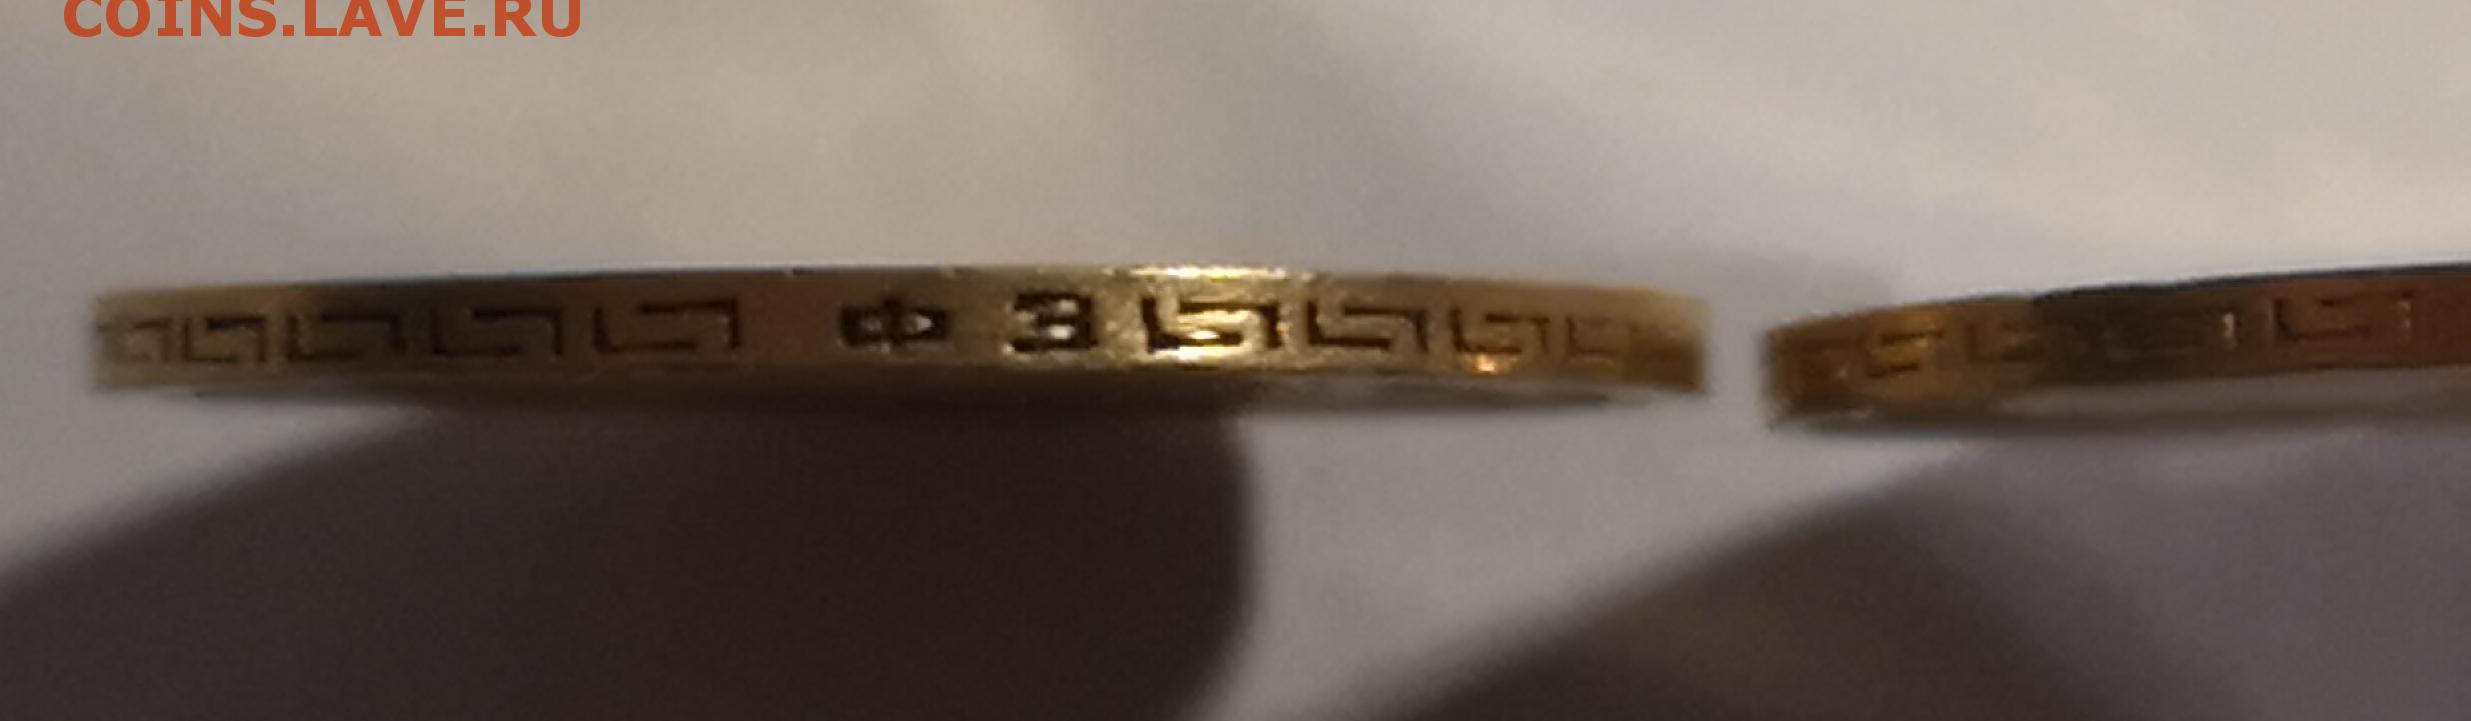 COINS.LAVE.RU
Ф З